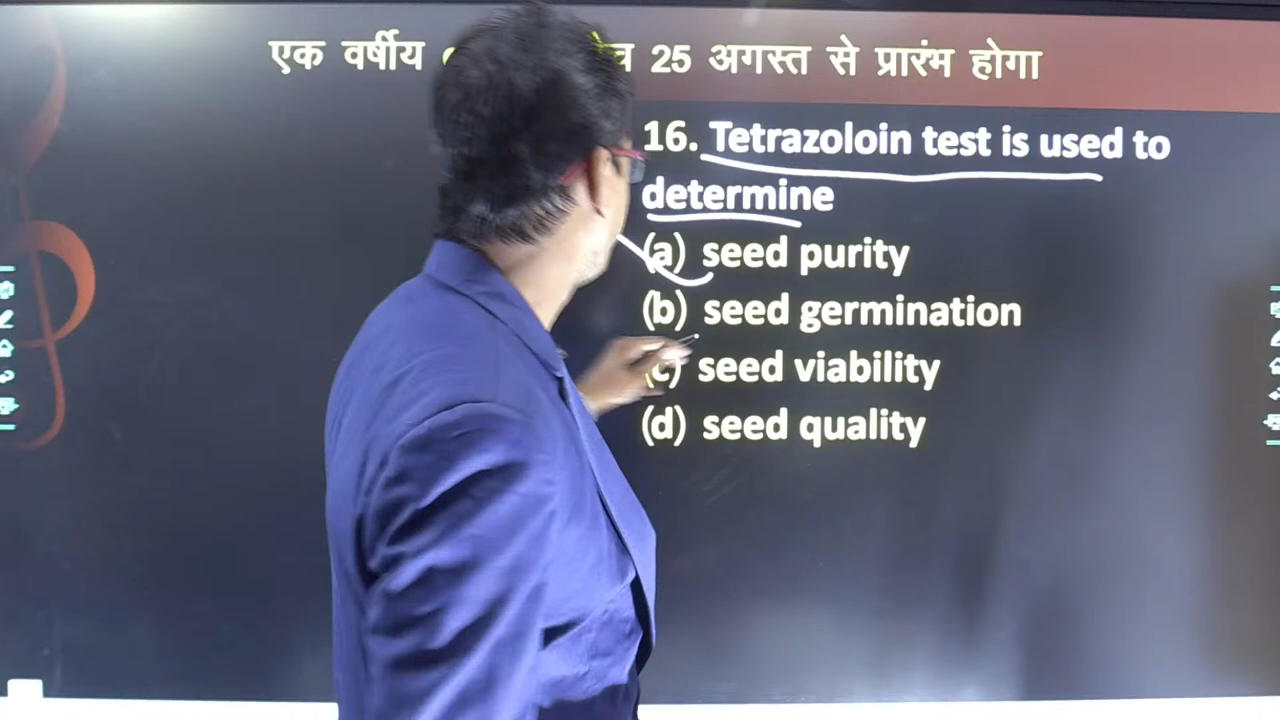 एक वर्षीय 25 अगस्त से प्रारंभ होगा
16. Tetrazoloin test is used to
determine
(a) seed purity
(b) seed germination
(c) seed viability
(d) seed quality